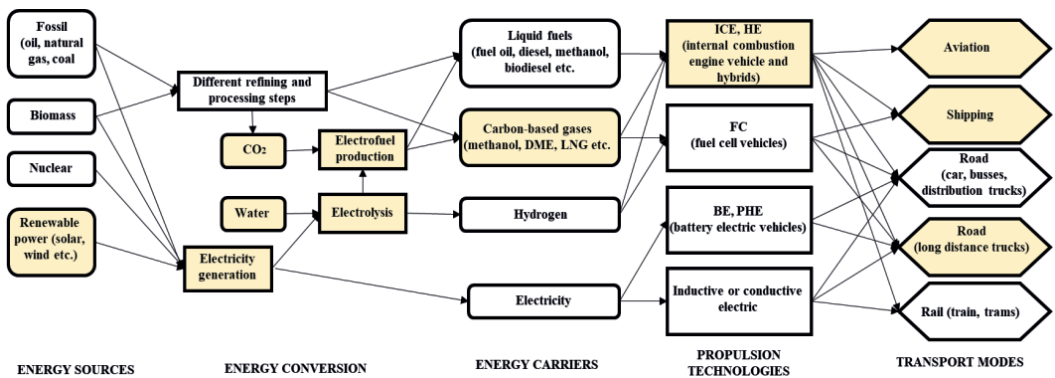 Fossil
(oil, natural
gas, coal
Biomass
Nuclear
Renewable
power (solar,
wind etc.)
Different refining and
processing steps
CO₂
Electrofuel
production
Water
Electrolysis
Electricity
generation
Liquid fuels
(fuel oil, diesel, methanol,
biodiesel etc.
Carbon-based gases
(methanol, DME, LNG etc.
Hydrogen
Electricity
ICE, HE
(internal combustion
engine vehicle and
hybrids)
FC
(fuel cell vehicles)
BE, PHE
(battery electric vehicles)
Inductive or conductive
electric
Aviation
Shipping
Road
(car, busses,
distribution trucks)
Road
(long distance trucks)
Rail (train, trams)
ENERGY SOURCES
ENERGY CONVERSION
ENERGY CARRIERS
PROPULSION
TECHNOLOGIES
TRANSPORT MODES